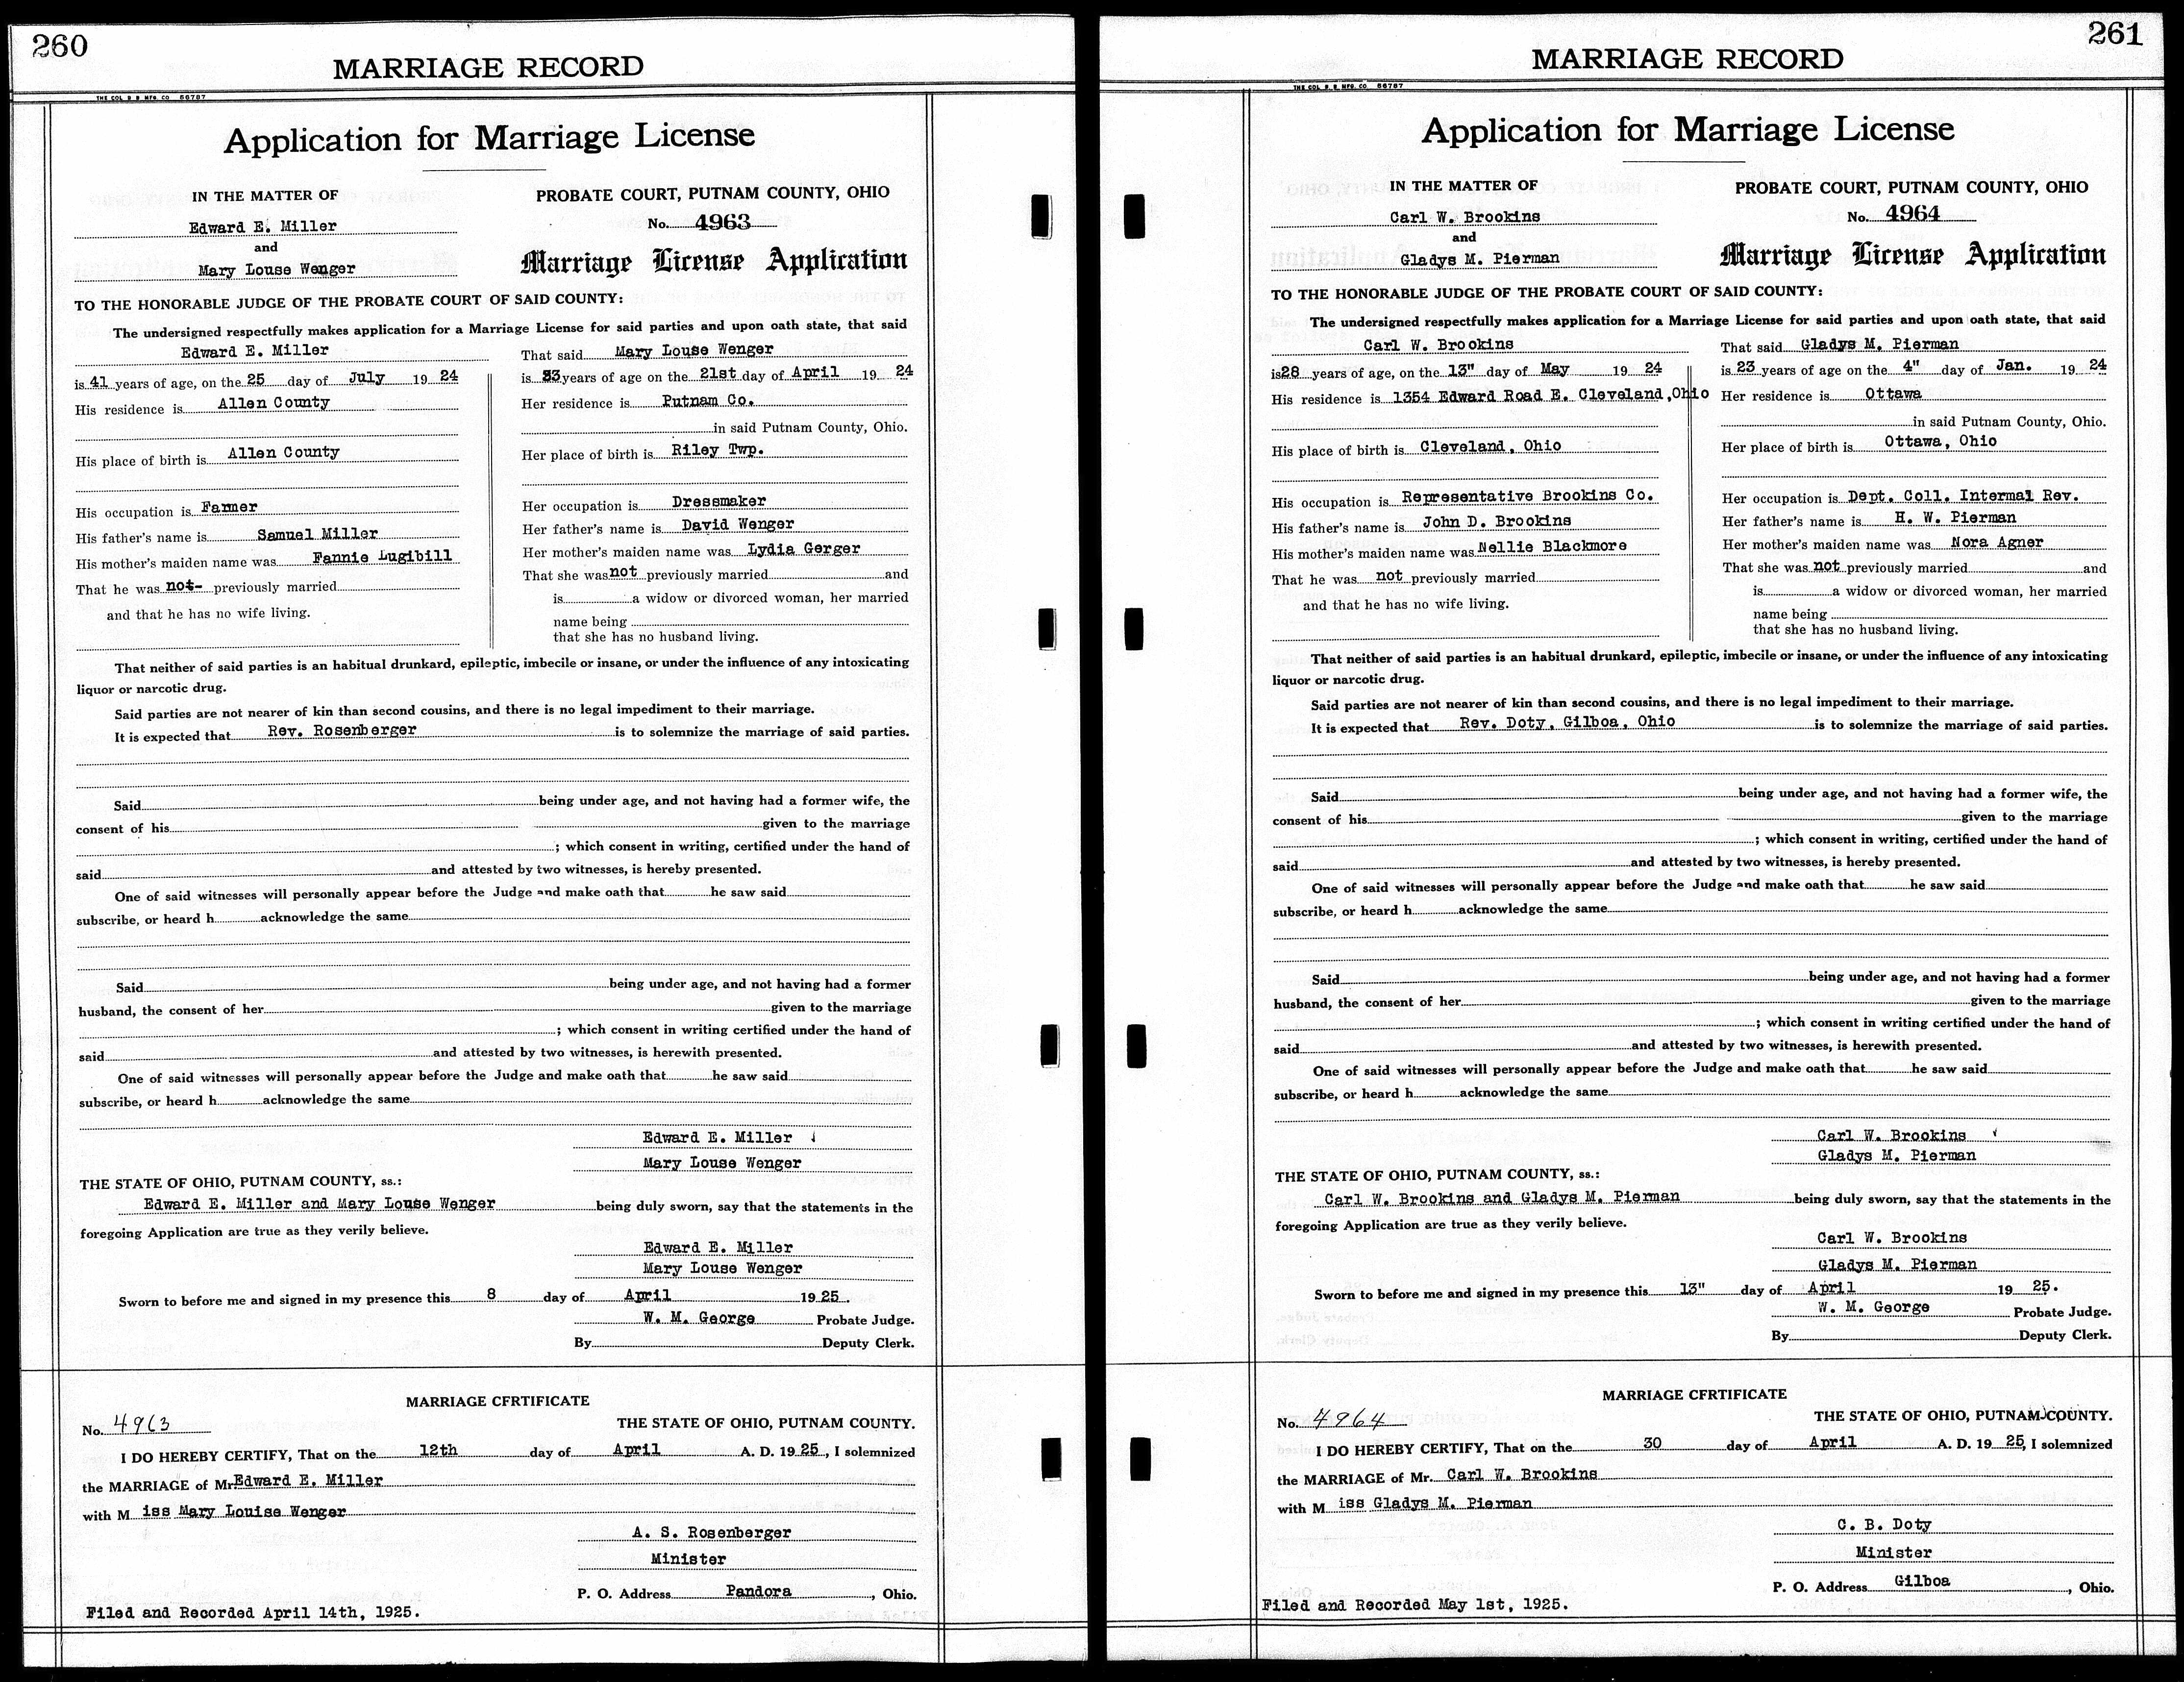 260
MARRIAGE RECORD
THE COL. B. B. MFG. CO. 56787
Application for Marriage License
IN THE MATTER OF
Edward E. Miller
and
Mary Louse Wenger
PROBATE COURT, PUTNAM COUNTY, OHIO
No. 4963
Marriage License Application
TO THE HONORABLE JUDGE OF THE PROBATE COURT OF SAID COUNTY:
The undersigned respectfully makes application for a Marriage License for said parties and upon oath state, that said
Edward E. Miller
is 41 years of age, on the 25 day of July 19 24
His residence is Allen County
His place of birth is Allen County
His occupation is Farmer
His father's name is Samuel Miller
His mother's maiden name was Fannie Lugibill
That he was not previously married
and that he has no wife living.
That said Mary Louse Wenger
is 33 years of age on the 21st day of April 19 24
Her residence is Putnam Co.
in said Putnam County, Ohio.
Her place of birth is Riley Twp.
Her occupation is Dressmaker
Her father's name is David Wenger
Her mother's maiden name was Lydia Gerger
That she was not previously married and
is a widow or divorced woman, her married
name being
that she has no husband living.
That neither of said parties is an habitual drunkard, epileptic, imbecile or insane, or under the influence of any intoxicating
liquor or narcotic drug.
Said parties are not nearer of kin than second cousins, and there is no legal impediment to their marriage.
It is expected that Rev. Rosenberger is to solemnize the marriage of said parties.
Said being under age, and not having had a former wife, the
consent of his given to the marriage
; which consent in writing, certified under the hand of
said and attested by two witnesses, is hereby presented.
One of said witnesses will personally appear before the Judge and make oath that he saw said
subscribe, or heard h acknowledge the same
Said being under age, and not having had a former
husband, the consent of her given to the marriage
; which consent in writing certified under the hand of
said and attested by two witnesses, is herewith presented.
One of said witnesses will personally appear before the Judge and make oath that he saw said
subscribe, or heard h acknowledge the same
Edward E. Miller
Mary Louse Wenger
THE STATE OF OHIO, PUTNAM COUNTY, ss.:
Edward E. Miller and Mary Louse Wenger being duly sworn, say that the statements in the
foregoing Application are true as they verily believe.
Edward E. Miller
Mary Louse Wenger
Sworn to before me and signed in my presence this 8 day of April 19 25.
W. M. George Probate Judge.
By Deputy Clerk.
MARRIAGE CFRTIFICATE
No. 4963
THE STATE OF OHIO, PUTNAM COUNTY.
I DO HEREBY CERTIFY, That on the 12th day of April A. D. 19 25, I solemnized
the MARRIAGE of Mr. Edward E. Miller
with M iss Mary Louise Wenger
A. S. Rosenberger
Minister
P. O. Address Pandora, Ohio.
Filed and Recorded April 14th, 1925.
261
MARRIAGE RECORD
THE COL. B. B. MFG. CO. 56787
Application for Marriage License
IN THE MATTER OF
Carl W. Brookins
and
Gladys M. Pierman
PROBATE COURT, PUTNAM COUNTY, OHIO
No. 4964
Marriage License Application
TO THE HONORABLE JUDGE OF THE PROBATE COURT OF SAID COUNTY:
The undersigned respectfully makes application for a Marriage License for said parties and upon oath state, that said
Carl W. Brookins
is 28 years of age, on the 13" day of May 19 24
His residence is 1354 Edward Road E. Cleveland, Ohio
His place of birth is Cleveland, Ohio
His occupation is Representative Brookins Co.
His father's name is John D. Brookins
His mother's maiden name was Nellie Blackmore
That he was not previously married
and that he has no wife living.
That said Gladys M. Pierman
is 23 years of age on the 4" day of Jan. 19 24
Her residence is Ottawa
in said Putnam County, Ohio.
Her place of birth is Ottawa, Ohio
Her occupation is Dept. Coll. Intermal Rev.
Her father's name is H. W. Pierman
Her mother's maiden name was Nora Agner
That she was not previously married and
is a widow or divorced woman, her married
name being
that she has no husband living.
That neither of said parties is an habitual drunkard, epileptic, imbecile or insane, or under the influence of any intoxicating
liquor or narcotic drug.
Said parties are not nearer of kin than second cousins, and there is no legal impediment to their marriage.
It is expected that Rev. Doty, Gilboa, Ohio is to solemnize the marriage of said parties.
Said being under age, and not having had a former wife, the
consent of his given to the marriage
; which consent in writing, certified under the hand of
said and attested by two witnesses, is hereby presented.
One of said witnesses will personally appear before the Judge and make oath that he saw said
subscribe, or heard h acknowledge the same
Said being under age, and not having had a former
husband, the consent of her given to the marriage
; which consent in writing certified under the hand of
said and attested by two witnesses, is herewith presented.
One of said witnesses will personally appear before the Judge and make oath that he saw said
subscribe, or heard h acknowledge the same
Carl W. Brookins
Gladys M. Pierman
THE STATE OF OHIO, PUTNAM COUNTY, ss.:
Carl W. Brookins and Gladys M. Pierman being duly sworn, say that the statements in the
foregoing Application are true as they verily believe.
Carl W. Brookins
Gladys M. Pierman
Sworn to before me and signed in my presence this 13" day of April 19 25.
W. M. George Probate Judge.
By Deputy Clerk.
MARRIAGE CFRTIFICATE
No. 4964
THE STATE OF OHIO, PUTNAM COUNTY.
I DO HEREBY CERTIFY, That on the 30 day of April A. D. 19 25, I solemnized
the MARRIAGE of Mr. Carl W. Brookins
with M iss Gladys M. Pierman
C. B. Doty
Minister
P. O. Address Gilboa, Ohio.
Filed and Recorded May 1st, 1925.